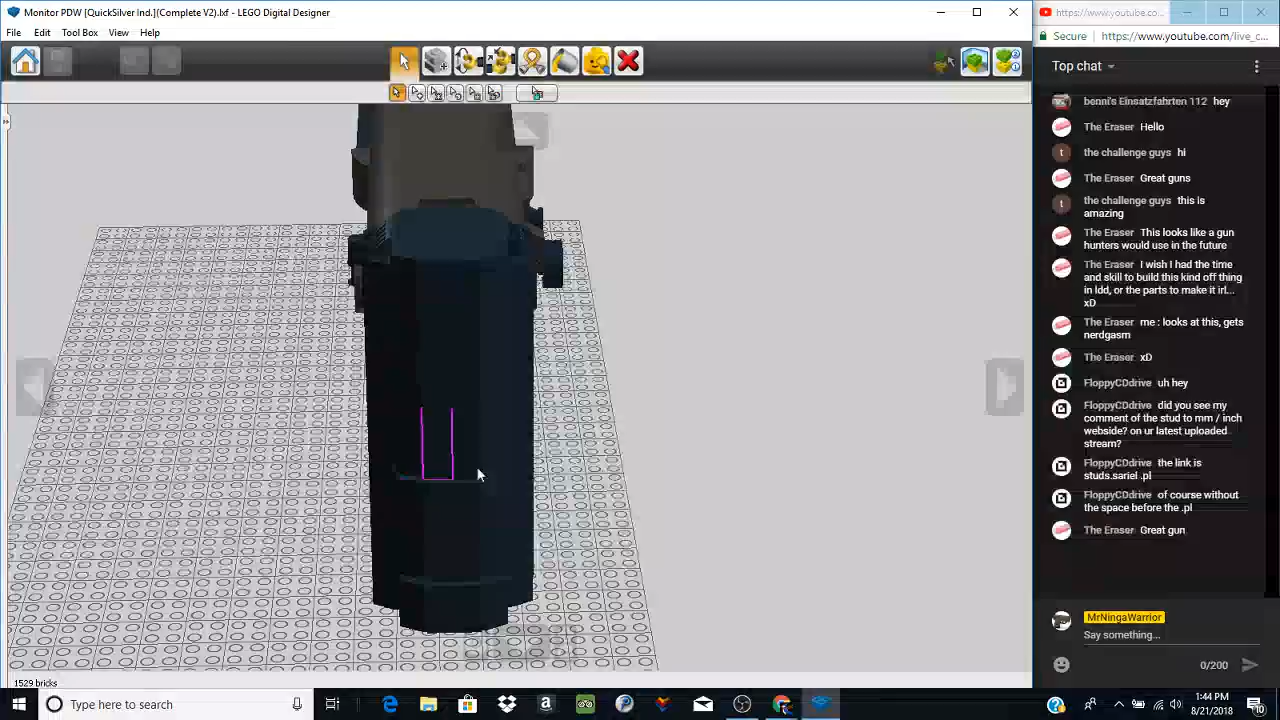 Monitor PDW [QuickSilver Ind.](Complete V2).lxf - LEGO Digital Designer
File Edit Tool Box View Help
1529 bricks
https://www.youtube.co...
Secure https://www.youtube.com/live_c...
Top chat
benni's Einsatzfahrten 112 hey
The Eraser Hello
t the challenge guys hi
The Eraser Great guns
t the challenge guys this is
amazing
The Eraser This looks like a gun
hunters would use in the future
The Eraser I wish I had the time
and skill to build this kind off thing
in ldd, or the parts to make it irl...
xD
The Eraser me : looks at this, gets
nerdgasm
The Eraser xD
FloppyCDdrive uh hey
FloppyCDdrive did you see my
comment of the stud to mm / inch
webside? on ur latest uploaded
stream?
FloppyCDdrive the link is
studs.sariel .pl
FloppyCDdrive of course without
the space before the .pl
The Eraser Great gun
MrNingaWarrior
Say something...
0/200
Type here to search
1:44 PM
8/21/2018